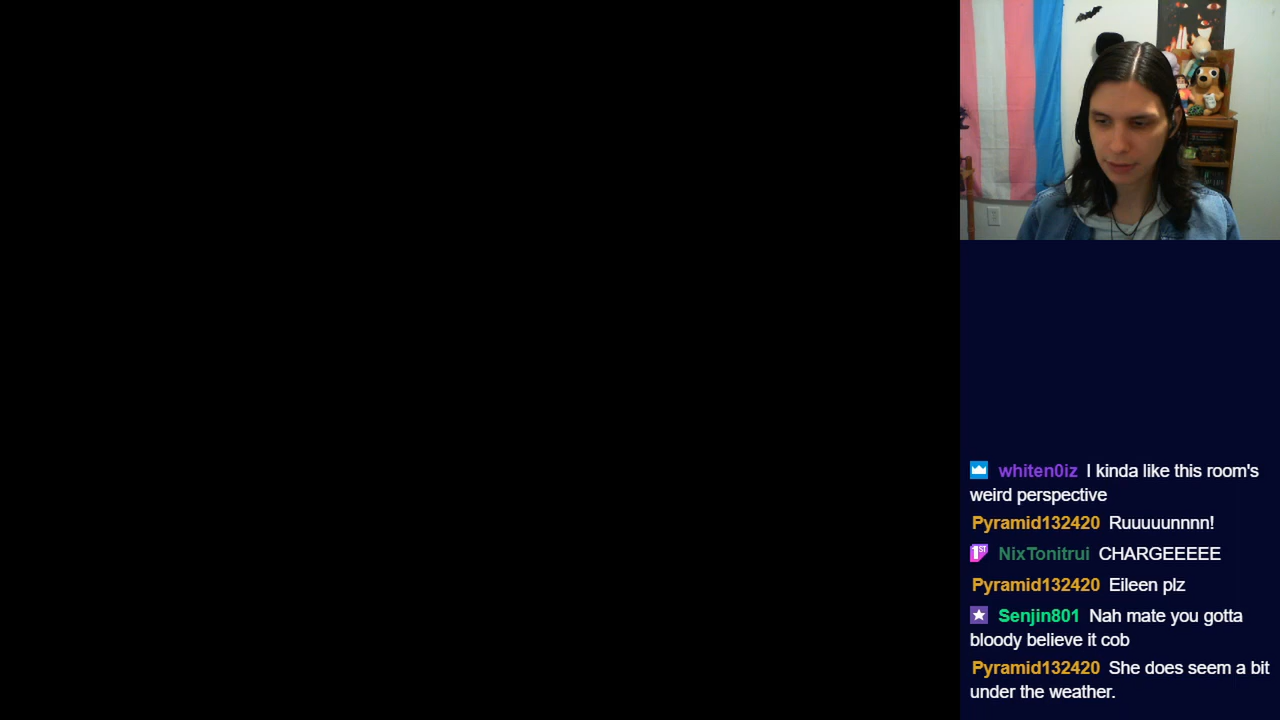 whiten0iz I kinda like this room's
weird perspective
Pyramid132420 Ruuuuunnnn!
1ST NixTonitrui CHARGEEEEE
Pyramid132420 Eileen plz
Senjin801 Nah mate you gotta
bloody believe it cob
Pyramid132420 She does seem a bit
under the weather.